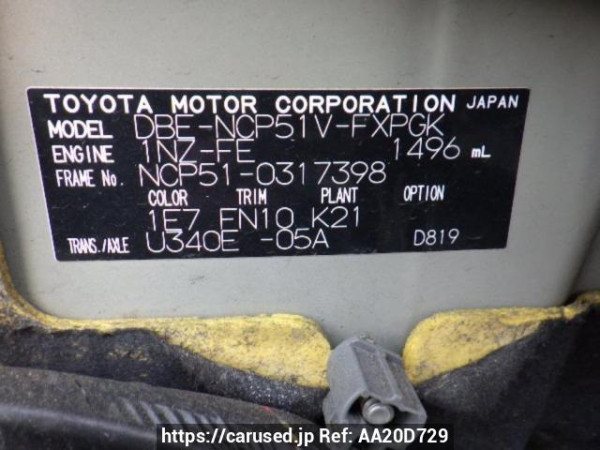 TOYOTA MOTOR CORPORATION JAPAN
MODEL DBE-NCP51V-FXPGK
ENGINE 1NZ-FE 1496 mL
FRAME No. NCP51-0317398
COLOR TRIM PLANT OPTION
1E7 FN10 K21
TRANS./AXLE U340E -05A D819
https://carused.jp Ref: AA20D729